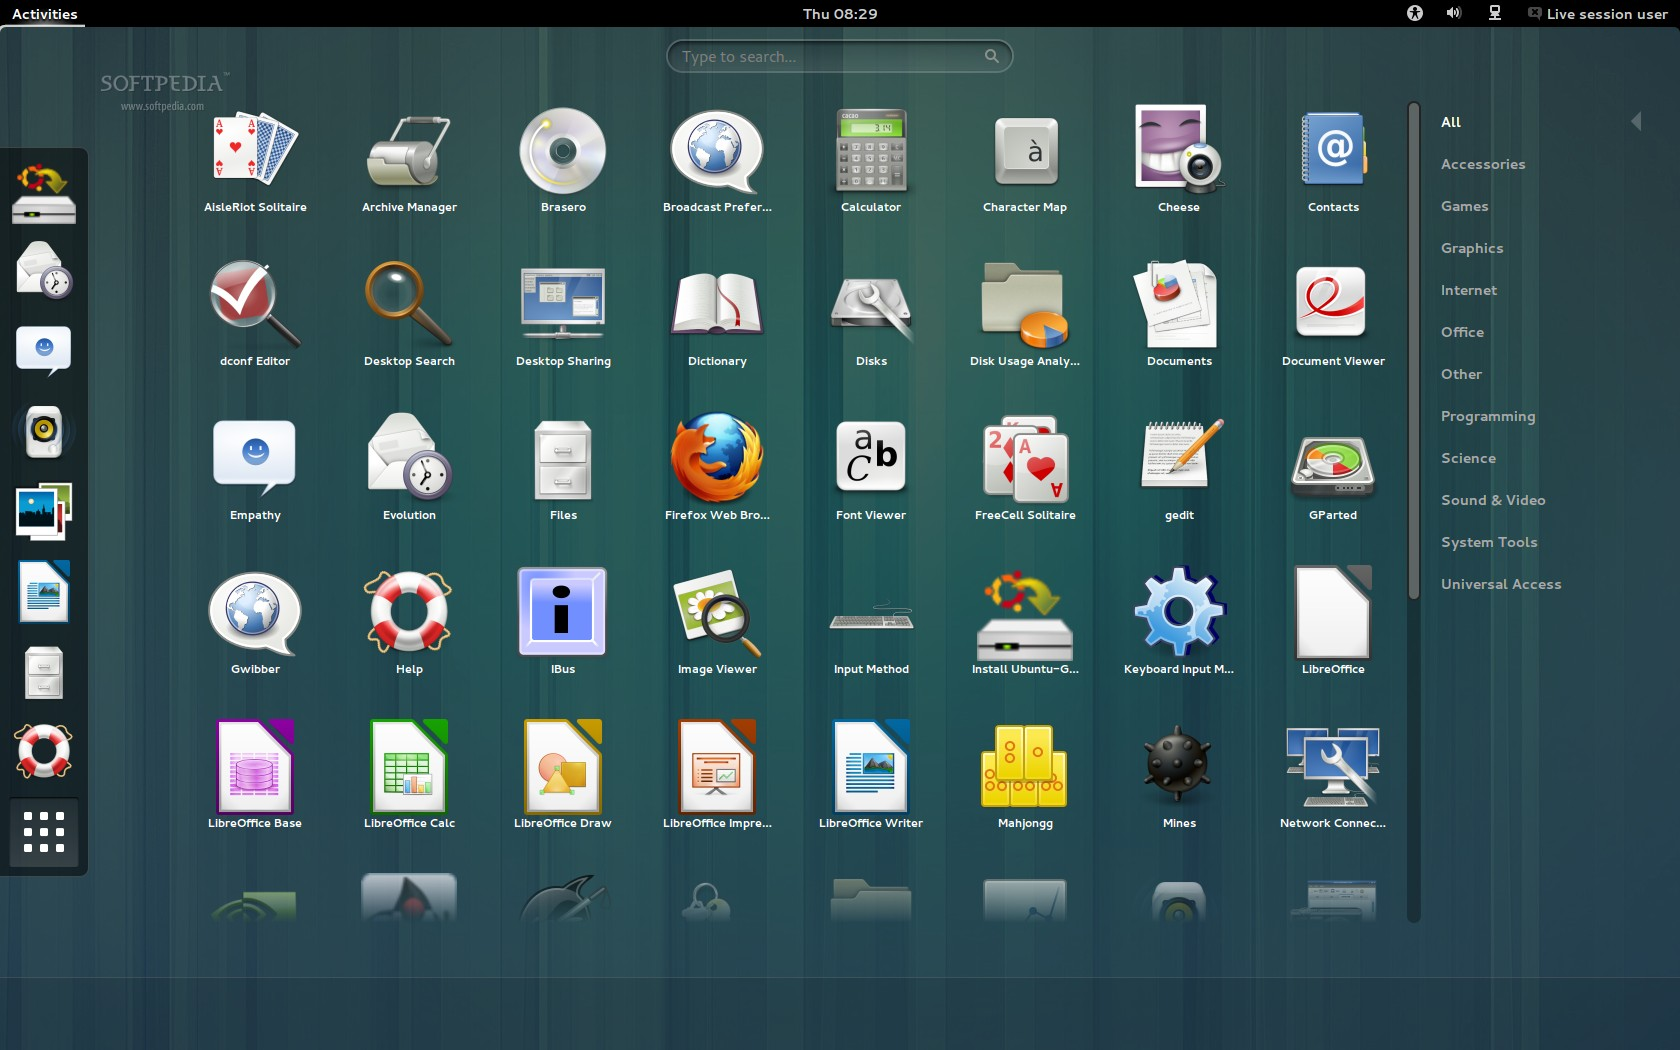 Activities
Thu 08:29
Live session user
Type to search...
SOFTPEDIA™
www.softpedia.com
AisleRiot Solitaire
Archive Manager
Brasero
Broadcast Prefer...
Calculator
Character Map
Cheese
Contacts
dconf Editor
Desktop Search
Desktop Sharing
Dictionary
Disks
Disk Usage Analy...
Documents
Document Viewer
Empathy
Evolution
Files
Firefox Web Bro...
Font Viewer
FreeCell Solitaire
gedit
GParted
Gwibber
Help
IBus
Image Viewer
Input Method
Install Ubuntu-G...
Keyboard Input M...
LibreOffice
LibreOffice Base
LibreOffice Calc
LibreOffice Draw
LibreOffice Impre...
LibreOffice Writer
Mahjongg
Mines
Network Connec...
All
Accessories
Games
Graphics
Internet
Office
Other
Programming
Science
Sound & Video
System Tools
Universal Access